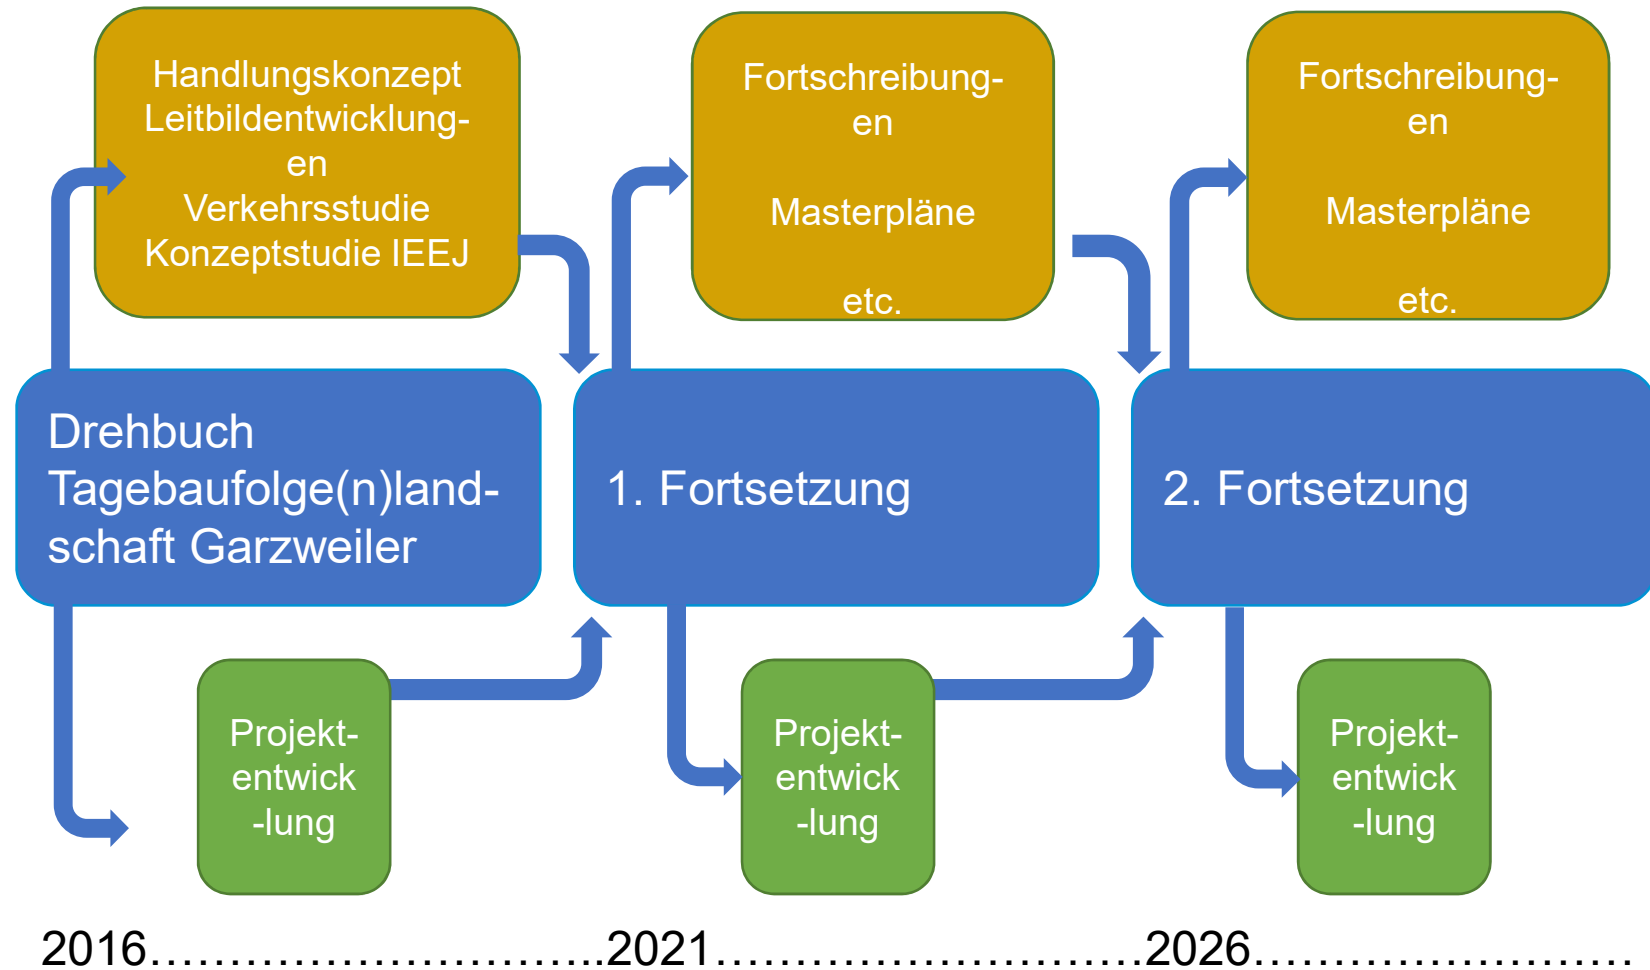 Handlungskonzept
Leitbildentwicklung-
en
Verkehrsstudie
Konzeptstudie IEEJ
Fortschreibung-
en
Masterpläne
etc.
Fortschreibung-
en
Masterpläne
etc.
Drehbuch
Tagebaufolge(n)land-
schaft Garzweiler
1. Fortsetzung
2. Fortsetzung
Projekt-
entwick
-lung
Projekt-
entwick
-lung
Projekt-
entwick
-lung
2016…………………………..2021………………………2026……………………